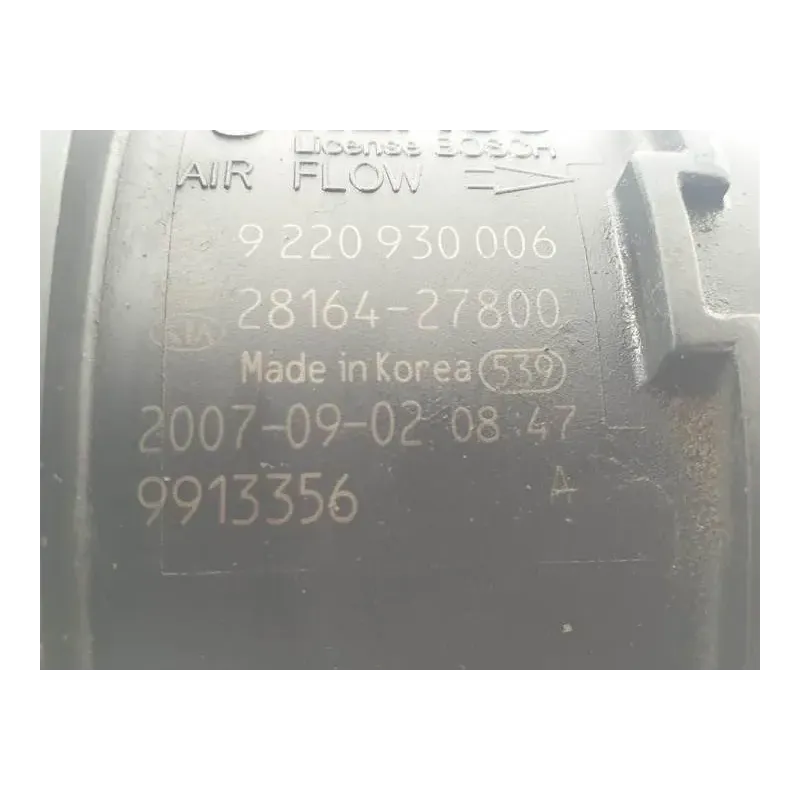 License BOSCH
AIR FLOW
9 220 930 006
KIA 28164-27800
Made in Korea 539
2007-09-02 08 47
9913356 A